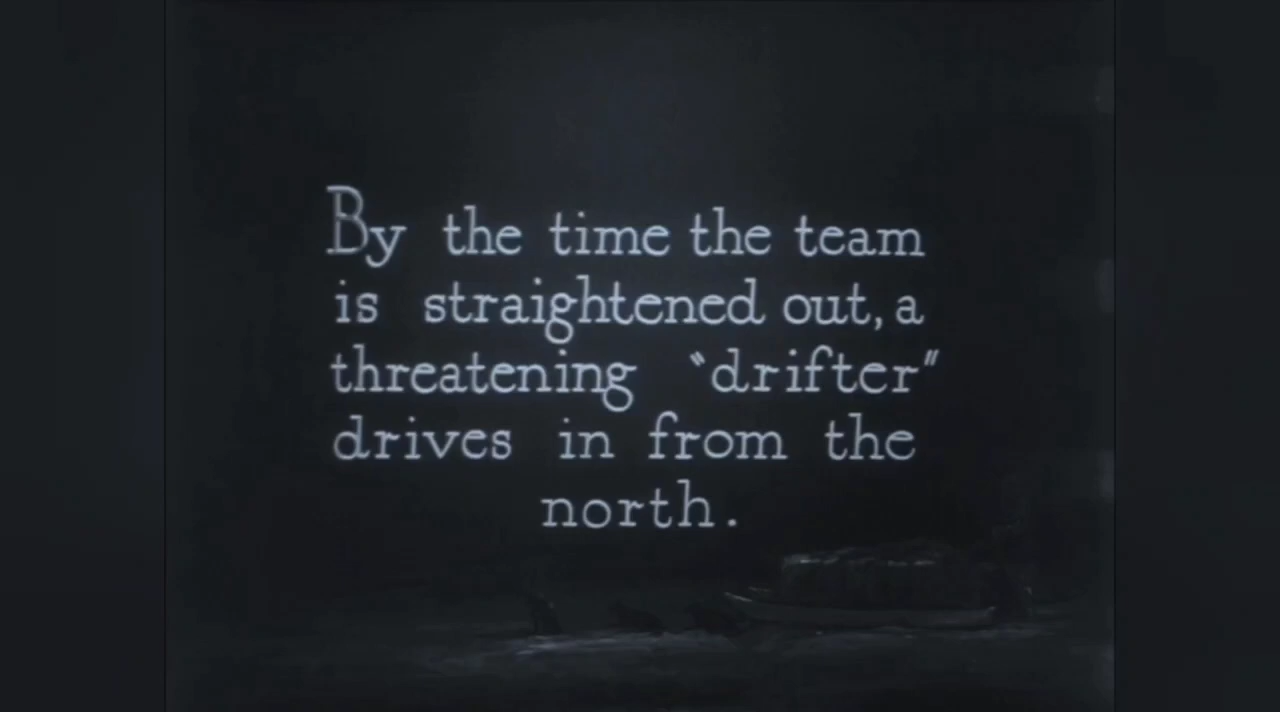 By the time the team
is straightened out, a
threatening "drifter"
drives in from the
north.